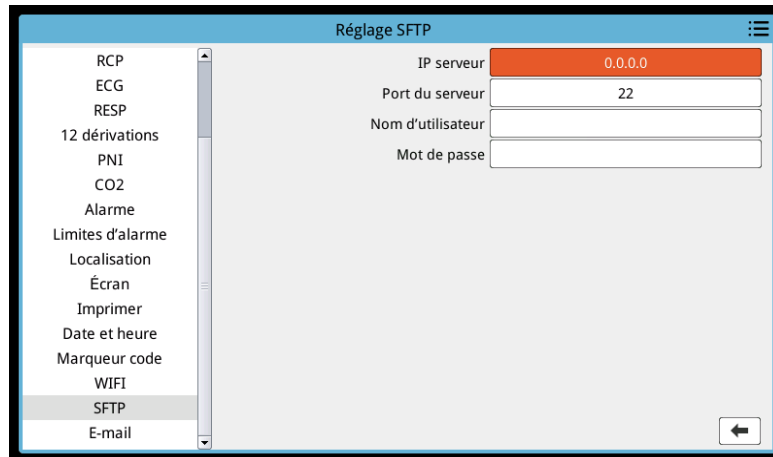 Réglage SFTP
RCP
ECG
RESP
12 dérivations
PNI
CO2
Alarme
Limites d’alarme
Localisation
Écran
Imprimer
Date et heure
Marqueur code
WIFI
SFTP
E-mail
IP serveur 0.0.0.0
Port du serveur 22
Nom d’utilisateur
Mot de passe